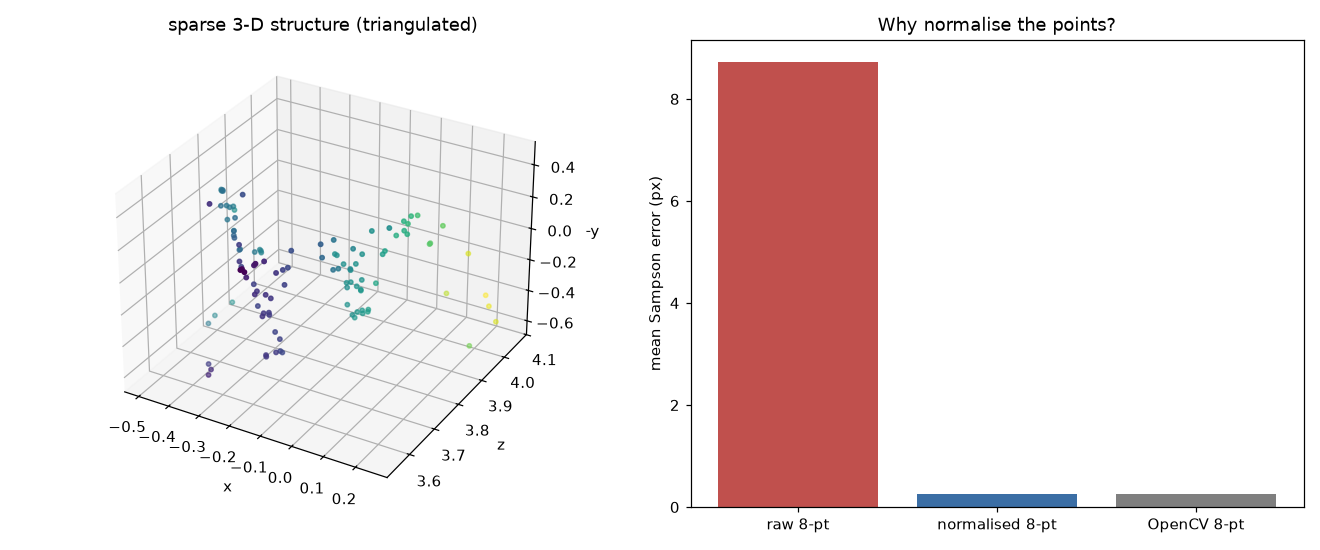 sparse 3-D structure (triangulated)
0.4
0.2
0.0
−0.2
−0.4
−0.6
-y
4.1
4.0
3.9
3.8
3.7
3.6
z
−0.5
−0.4
−0.3
−0.2
−0.1
0.0
0.1
0.2
x
Why normalise the points?
mean Sampson error (px)
8
6
4
2
0
raw 8-pt
normalised 8-pt
OpenCV 8-pt